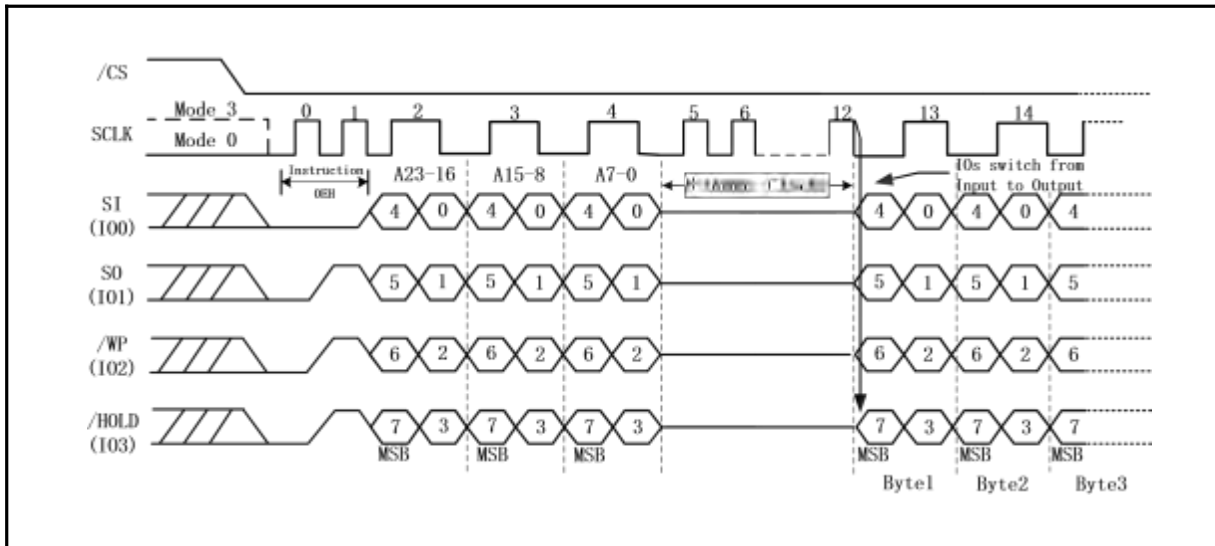 /CS
Mode 3
SCLK
Mode 0
0 1 2 3 4 5 6 12 13 14
Instruction
0EH
A23-16 A15-8 A7-0
IOs switch from
Input to Output
SI
(IO0)
4 0 4 0 4 0 4 0 4 0 4
SO
(IO1)
5 1 5 1 5 1 5 1 5 1 5
/WP
(IO2)
6 2 6 2 6 2 6 2 6 2 6
/HOLD
(IO3)
7 3 7 3 7 3 7 3 7 3 7
MSB MSB MSB MSB MSB MSB
Byte1 Byte2 Byte3